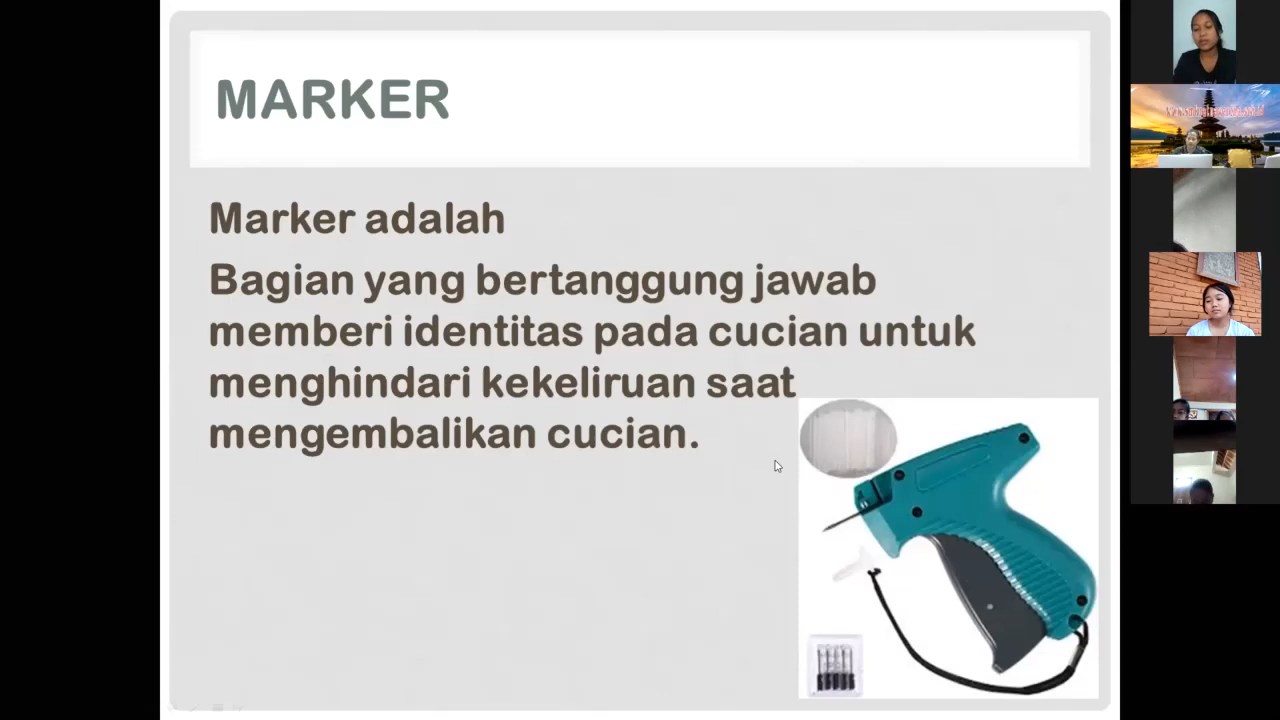 MARKER
Marker adalah
Bagian yang bertanggung jawab
memberi identitas pada cucian untuk
menghindari kekeliruan saat
mengembalikan cucian.